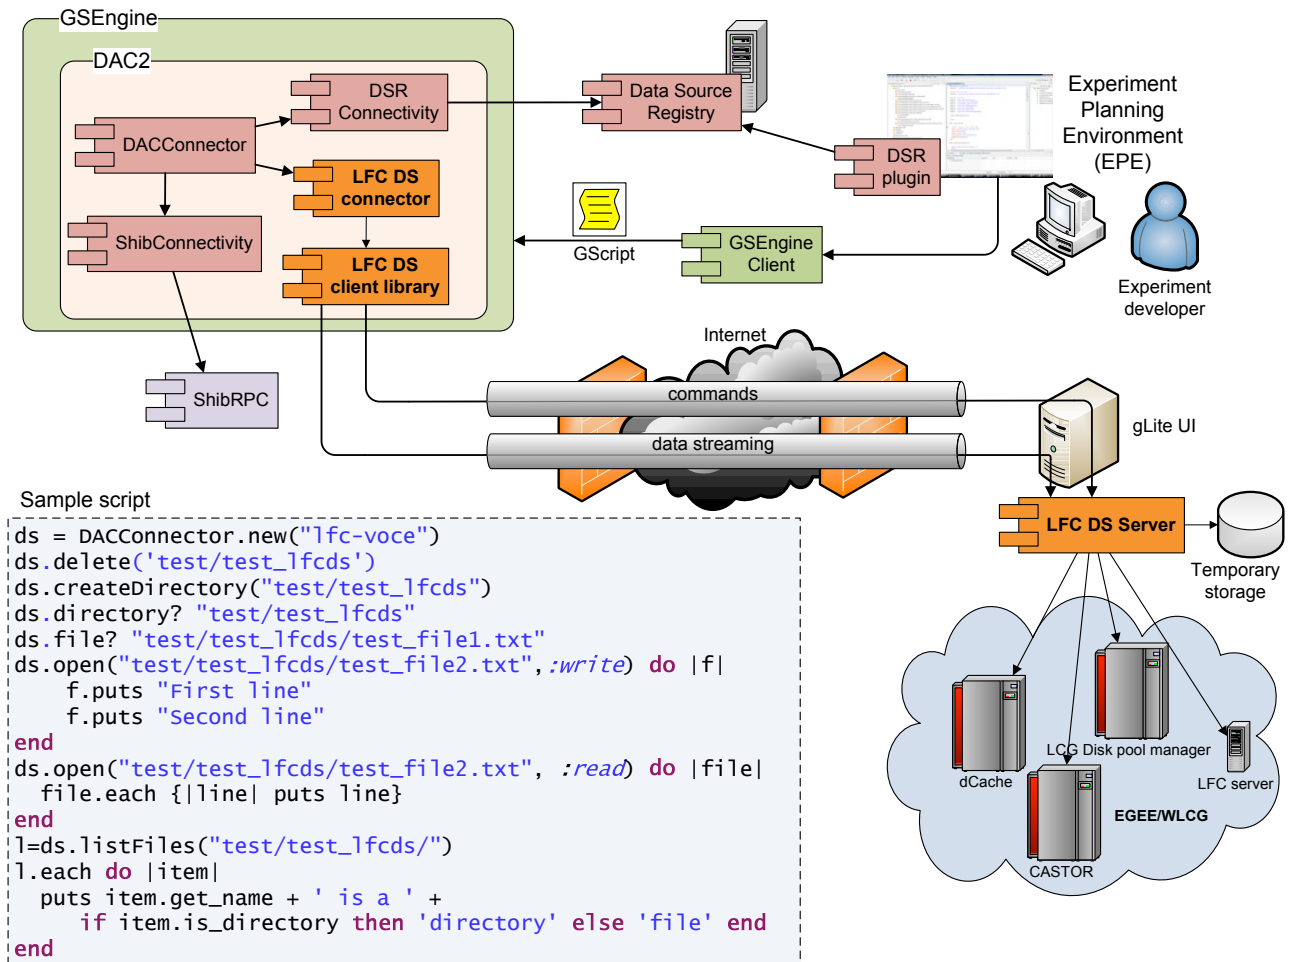 GSEngine
DAC2
DSR
Connectivity
DACConnector
LFC DS
connector
ShibConnectivity
LFC DS
client library
ShibRPC
Data Source
Registry
DSR
plugin
Experiment
Planning
Environment
(EPE)
GScript
GSEngine
Client
Experiment
developer
Internet
commands
data streaming
gLite UI
LFC DS Server
Temporary
storage
LCG Disk pool manager
dCache
LFC server
EGEE/WLCG
CASTOR
Sample script
ds = DACConnector.new("lfc-voce")
ds.delete('test/test_lfcds')
ds.createDirectory("test/test_lfcds")
ds.directory? "test/test_lfcds"
ds.file? "test/test_lfcds/test_file1.txt"
ds.open("test/test_lfcds/test_file2.txt",:write) do |f|
    f.puts "First line"
    f.puts "Second line"
end
ds.open("test/test_lfcds/test_file2.txt", :read) do |file|
  file.each {|line| puts line}
end
l=ds.listFiles("test/test_lfcds/")
l.each do |item|
  puts item.get_name + ' is a ' +
     if item.is_directory then 'directory' else 'file' end
end